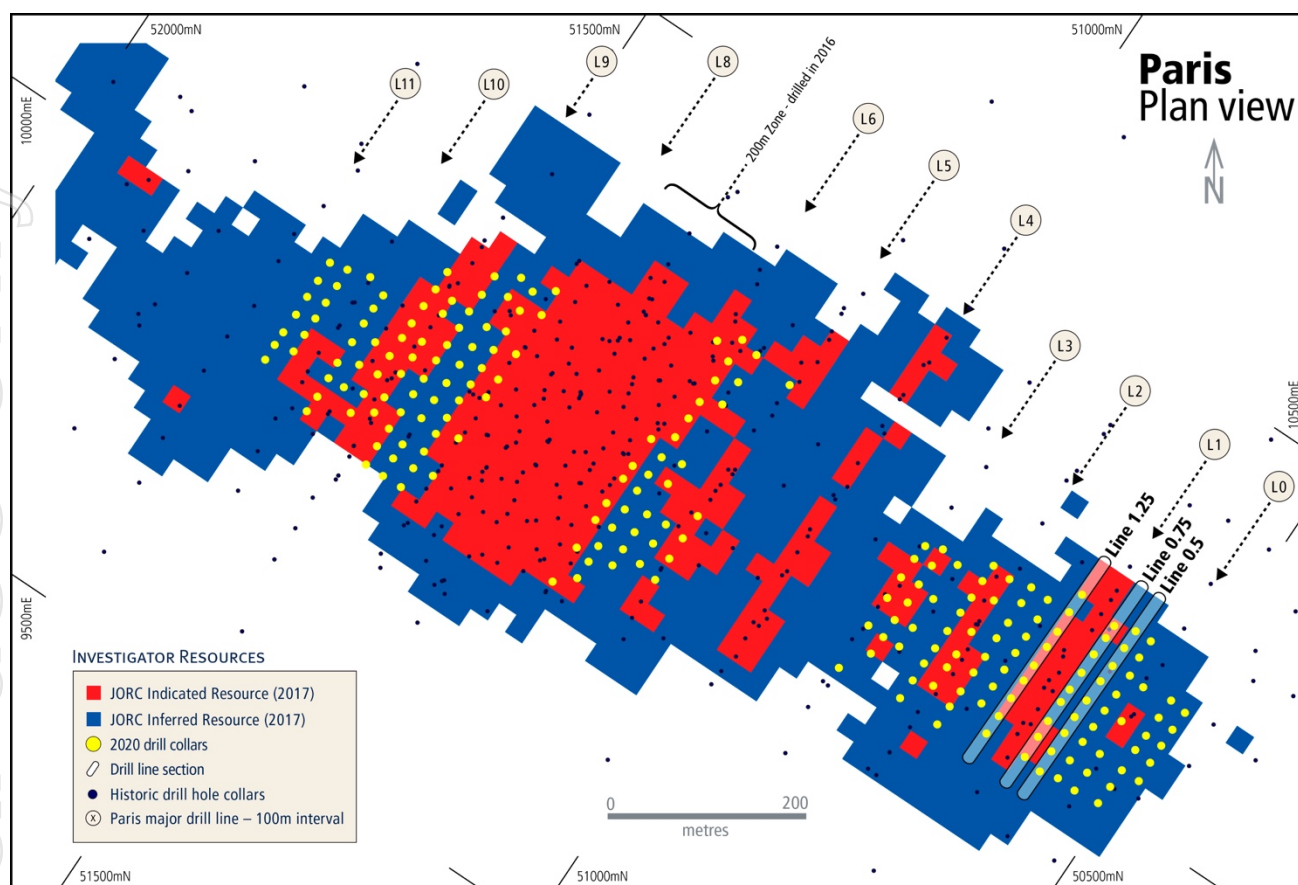 52000mN
51500mN
51000mN
Paris
Plan view
N
10000mE
L11
L10
L9
L8
200m Zone - drilled in 2016
L6
L5
L4
L3
L2
L1
L0
10500mE
Line 1.25
Line 0.75
Line 0.5
9500mE
INVESTIGATOR RESOURCES
JORC Indicated Resource (2017)
JORC Inferred Resource (2017)
2020 drill collars
Drill line section
Historic drill hole collars
X Paris major drill line – 100m interval
0 200
metres
51500mN
51000mN
50500mN
10000mE